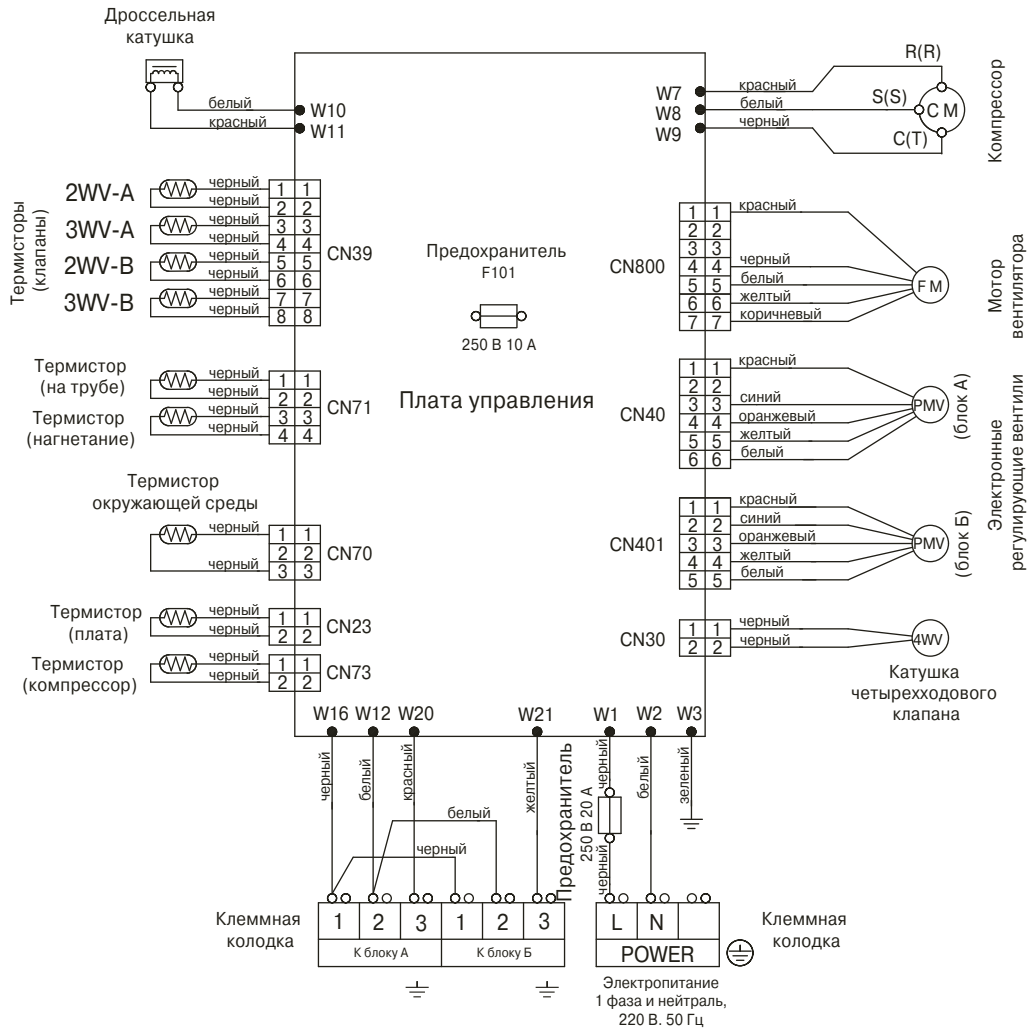 Дроссельная
катушка
белый
красный
W10
W11
Термисторы
(клапаны)
2WV-A
3WV-A
2WV-B
3WV-B
черный
черный
черный
черный
черный
черный
черный
черный
1 1
2 2
3 3
4 4
5 5
6 6
7 7
8 8
CN39
Термистор
(на трубе)
Термистор
(нагнетание)
черный
черный
черный
черный
1 1
2 2
3 3
4 4
CN71
Термистор
окружающей среды
черный
черный
1 1
2 2
3 3
CN70
Термистор
(плата)
черный
черный
1 1
2 2
CN23
Термистор
(компрессор)
черный
черный
1 1
2 2
CN73
Предохранитель
F101
250 В 10 А
Плата управления
W7
W8
W9
красный
белый
черный
R(R)
S(S)
C(T)
C M
Компрессор
CN800
1 1
2 2
3 3
4 4
5 5
6 6
7 7
красный
черный
белый
желтый
коричневый
F M
Мотор
вентилятора
CN40
1 1
2 2
3 3
4 4
5 5
6 6
красный
синий
оранжевый
желтый
белый
PMV
(блок А)
CN401
1 1
2 2
3 3
4 4
5 5
красный
синий
оранжевый
желтый
белый
PMV
(блок Б)
Электронные
регулирующие вентили
CN30
1 1
2 2
черный
черный
4WV
Катушка
четырехходового
клапана
W16 W12 W20 W21 W1 W2 W3
черный
белый
красный
желтый
Предохранитель
250 В 20 А
черный
черный
белый
зеленый
белый
черный
Клеммная
колодка
1 2 3 1 2 3
К блоку А
К блоку Б
L N
POWER
Клеммная
колодка
Электропитание
1 фаза и нейтраль,
220 В. 50 Гц